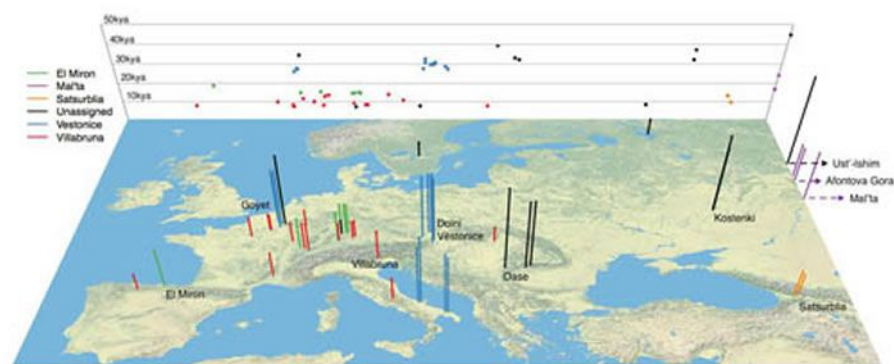 50kya
40kya
30kya
20kya
10kya
El Miron
Mal'ta
Satsurblia
Unassigned
Vestonice
Villabruna
Goyet
Ust'-Ishim
Afontova Gora
Mal'ta
Kostenki
Dolni
Vestonice
Villabruna
Oase
El Miron
Satsurblia